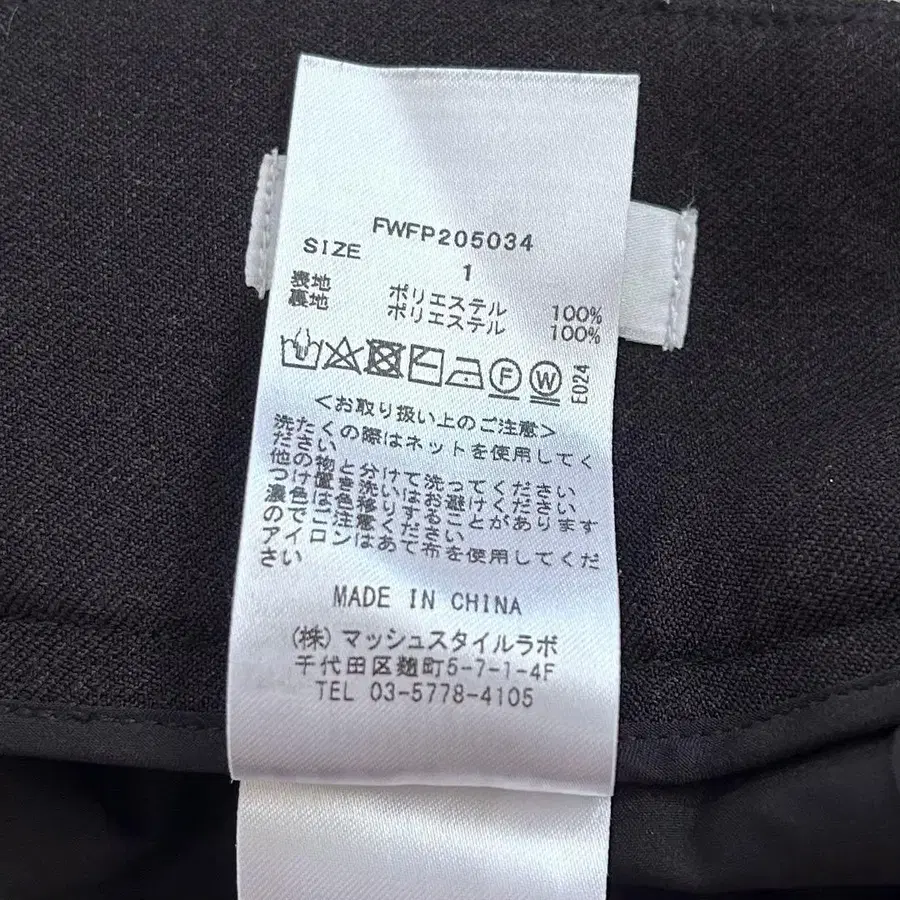 FWFP205034
SIZE
1
表地 ポリエステル 100%
裏地 ポリエステル 100%
F W E024
<お取り扱い上のご注意>
洗たくの際はネットを使用してく
ださい
他の物と分けて洗ってください
つけ置き洗いはお避けください
濃色は色移りすることがあります
のでご注意ください
アイロンはあて布を使用してくだ
さい
MADE IN CHINA
(株)マッシュスタイルラボ
千代田区麹町5-7-1-4F
TEL 03-5778-4105